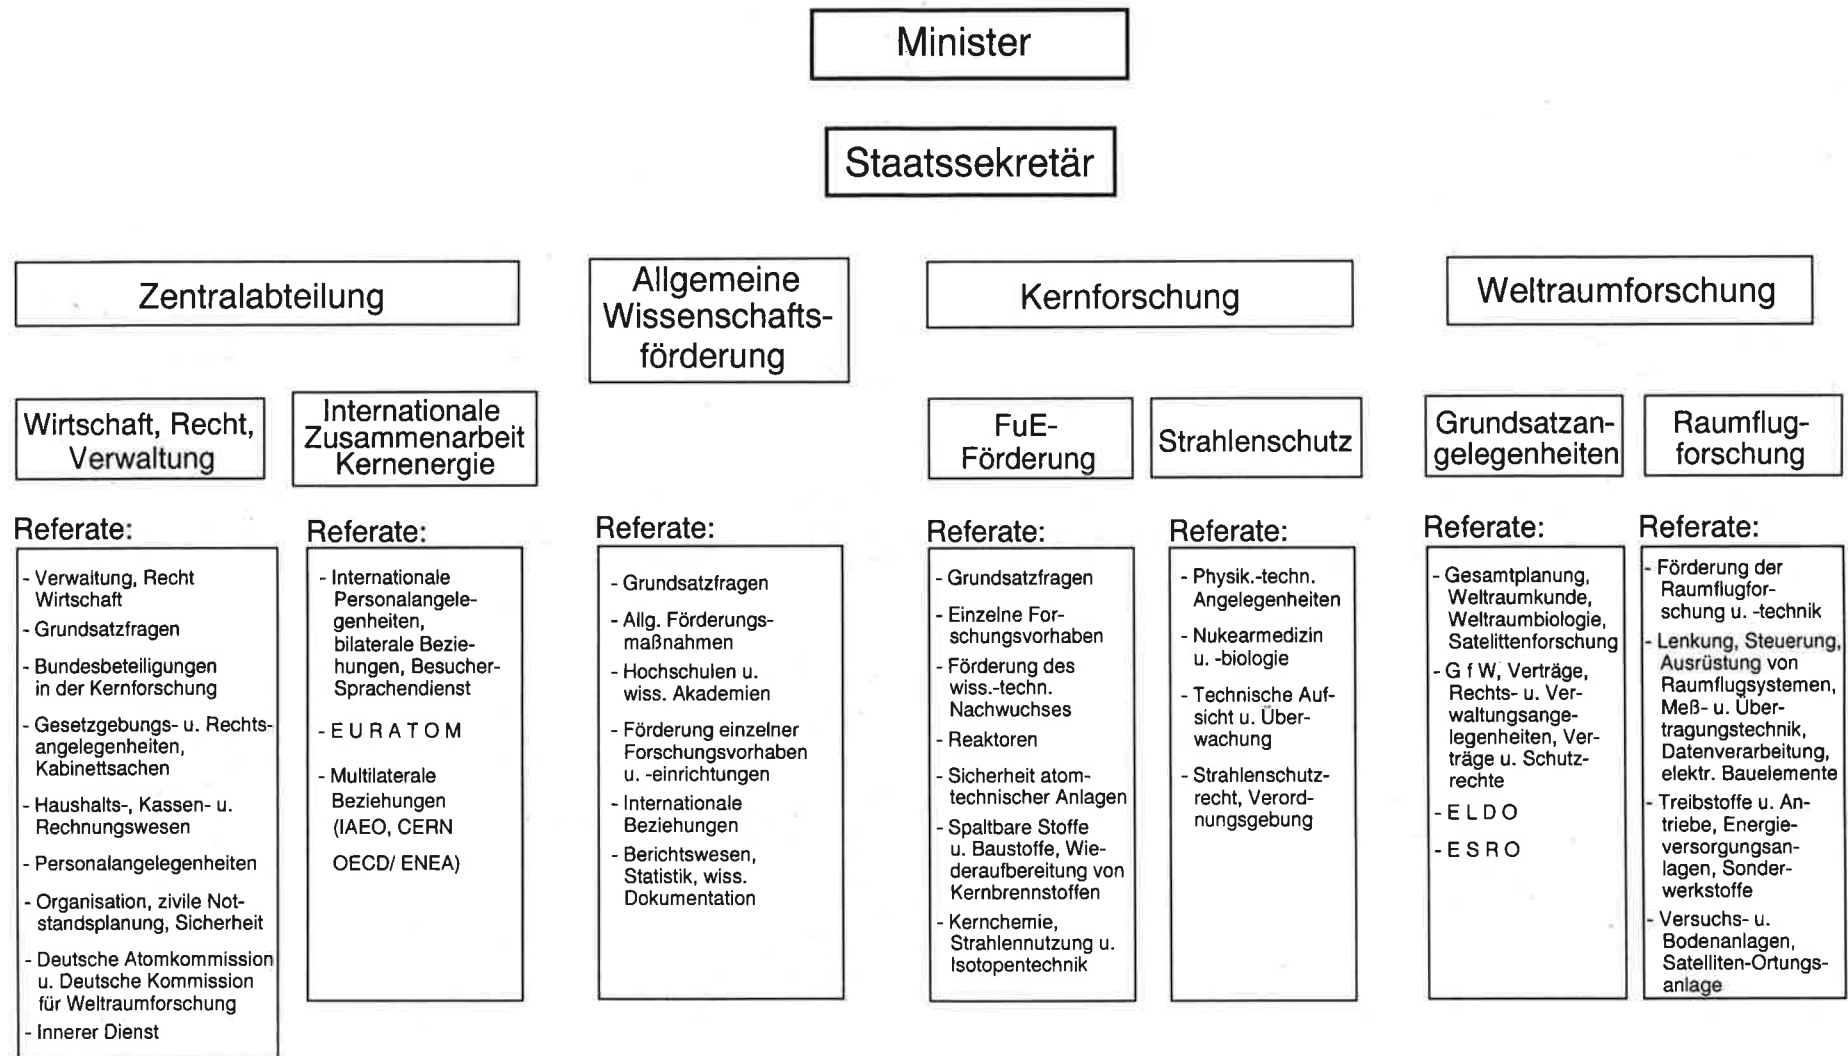 Minister
Staatssekretär
Zentralabteilung
Wirtschaft, Recht,
Verwaltung
Referate:
- Verwaltung, Recht
Wirtschaft
- Grundsatzfragen
- Bundesbeteiligungen
in der Kernforschung
- Gesetzgebungs- u. Rechts-
angelegenheiten,
Kabinettsachen
- Haushalts-, Kassen- u.
Rechnungswesen
- Personalangelegenheiten
- Organisation, zivile Not-
standsplanung, Sicherheit
- Deutsche Atomkommission
u. Deutsche Kommission
für Weltraumforschung
- Innerer Dienst
Internationale
Zusammenarbeit
Kernenergie
Referate:
- Internationale
Personalangele-
genheiten,
bilaterale Bezie-
hungen, Besucher-
Sprachendienst
- E U R A T O M
- Multilaterale
Beziehungen
(IAEO, CERN
OECD/ ENEA)
Allgemeine
Wissenschafts-
förderung
Referate:
- Grundsatzfragen
- Allg. Förderungs-
maßnahmen
- Hochschulen u.
wiss. Akademien
- Förderung einzelner
Forschungsvorhaben
u. -einrichtungen
- Internationale
Beziehungen
- Berichtswesen,
Statistik, wiss.
Dokumentation
Kernforschung
FuE-
Förderung
Referate:
- Grundsatzfragen
- Einzelne For-
schungsvorhaben
- Förderung des
wiss.-techn.
Nachwuchses
- Reaktoren
- Sicherheit atom-
technischer Anlagen
- Spaltbare Stoffe
u. Baustoffe, Wie-
deraufbereitung von
Kernbrennstoffen
- Kernchemie,
Strahlennutzung u.
Isotopentechnik
Strahlenschutz
Referate:
- Physik.-techn.
Angelegenheiten
- Nukearmedizin
u. -biologie
- Technische Auf-
sicht u. Über-
wachung
- Strahlenschutz-
recht, Verord-
nungsgebung
Weltraumforschung
Grundsatzan-
gelegenheiten
Referate:
- Gesamtplanung,
Weltraumkunde,
Weltraumbiologie,
Satelittenforschung
- G f W, Verträge,
Rechts- u. Ver-
waltungsange-
legenheiten, Ver-
träge u. Schutz-
rechte
- E L D O
- E S R O
Raumflug-
forschung
Referate:
- Förderung der
Raumflugfor-
schung u. -technik
- Lenkung, Steuerung,
Ausrüstung von
Raumflugsystemen,
Meß- u. Über-
tragungstechnik,
Datenverarbeitung,
elektr. Bauelemente
- Treibstoffe u. An-
triebe, Energie-
versorgungsan-
lagen, Sonder-
werkstoffe
- Versuchs- u.
Bodenanlagen,
Satelliten-Ortungs-
anlage